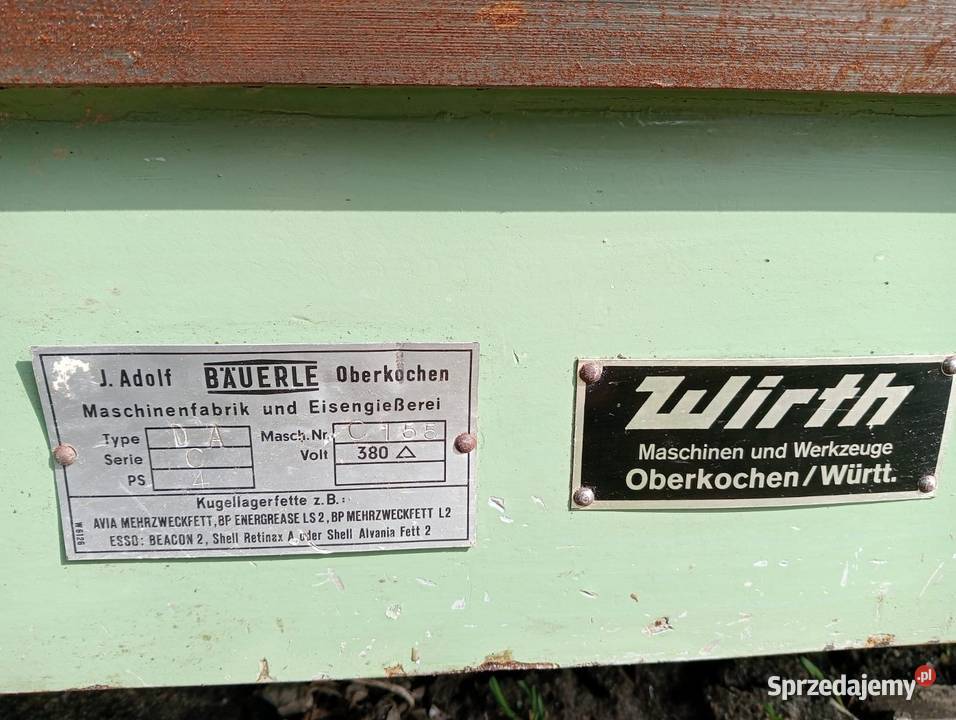 J. Adolf BÄUERLE Oberkochen
Maschinenfabrik und Eisengießerei
Type DA Masch. Nr. C 155
Serie C Volt 380 △
PS 4
Kugellagerfette z.B.:
AVIA MEHRZWECKFETT, BP ENERGREASE LS 2, BP MEHRZWECKFETT L2
ESSO: BEACON 2, Shell Retinax A oder Shell Alvania Fett 2
W 6126
Wirth
Maschinen und Werkzeuge
Oberkochen/Württ.
Sprzedajemy.pl